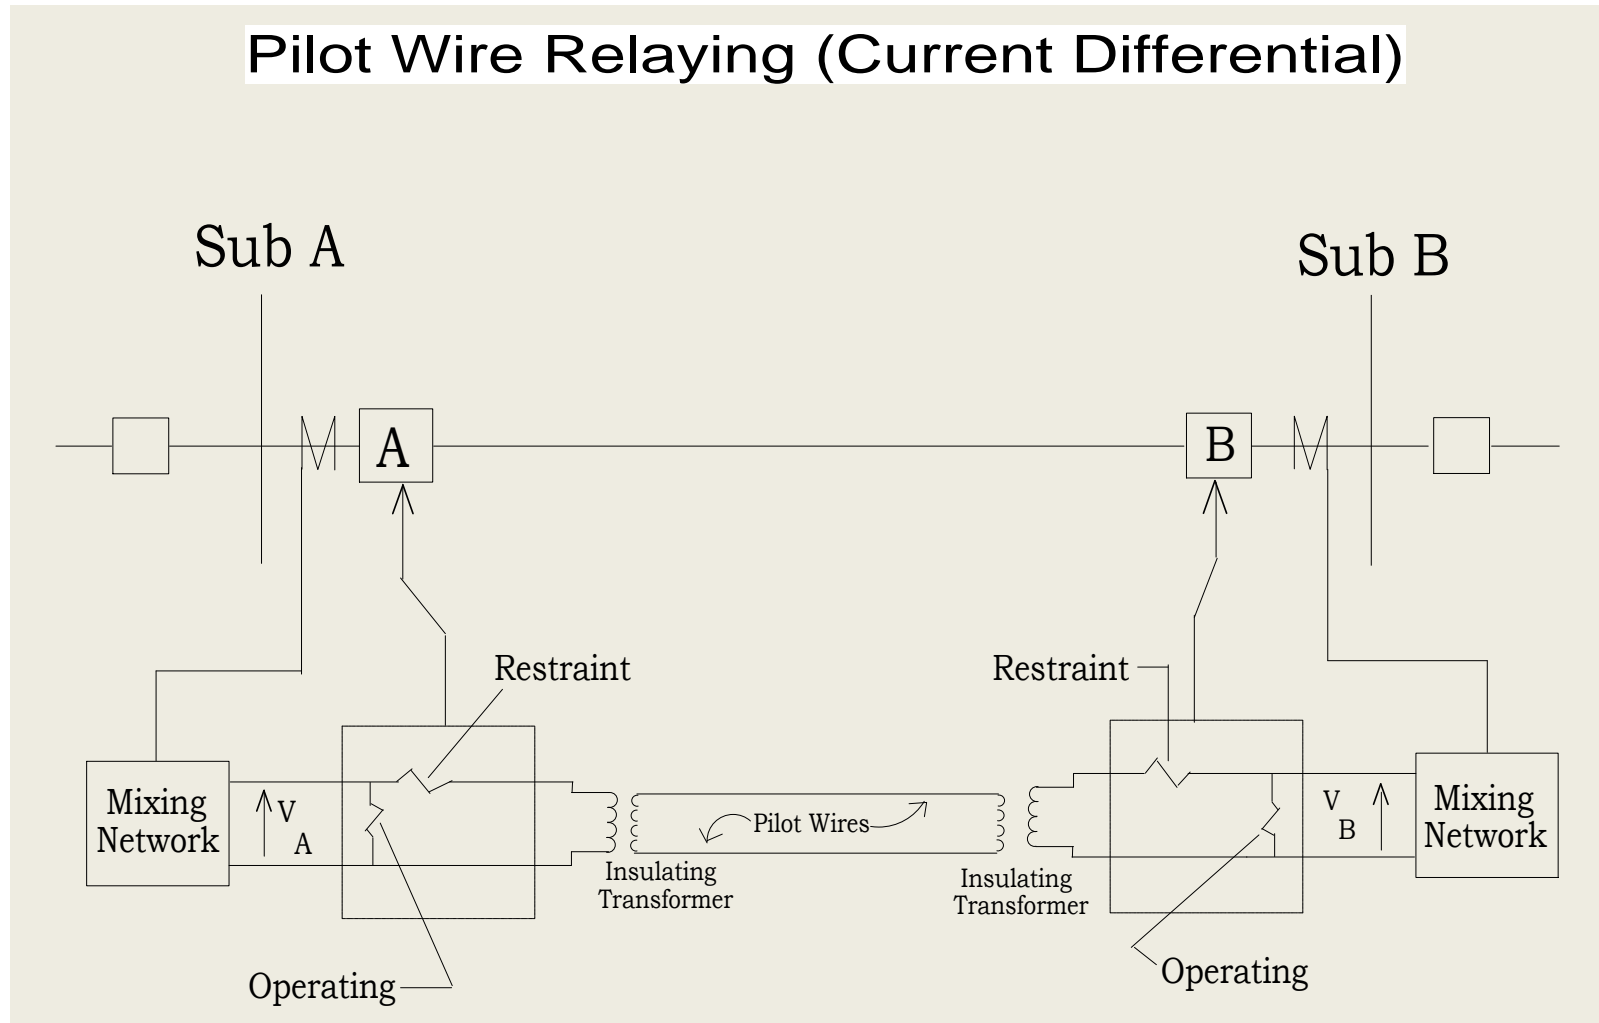 Pilot Wire Relaying (Current Differential)
Sub A
Sub B
A
B
Restraint
Restraint
Mixing
Network
V
A
Pilot Wires
V
B
Mixing
Network
Insulating
Transformer
Insulating
Transformer
Operating
Operating